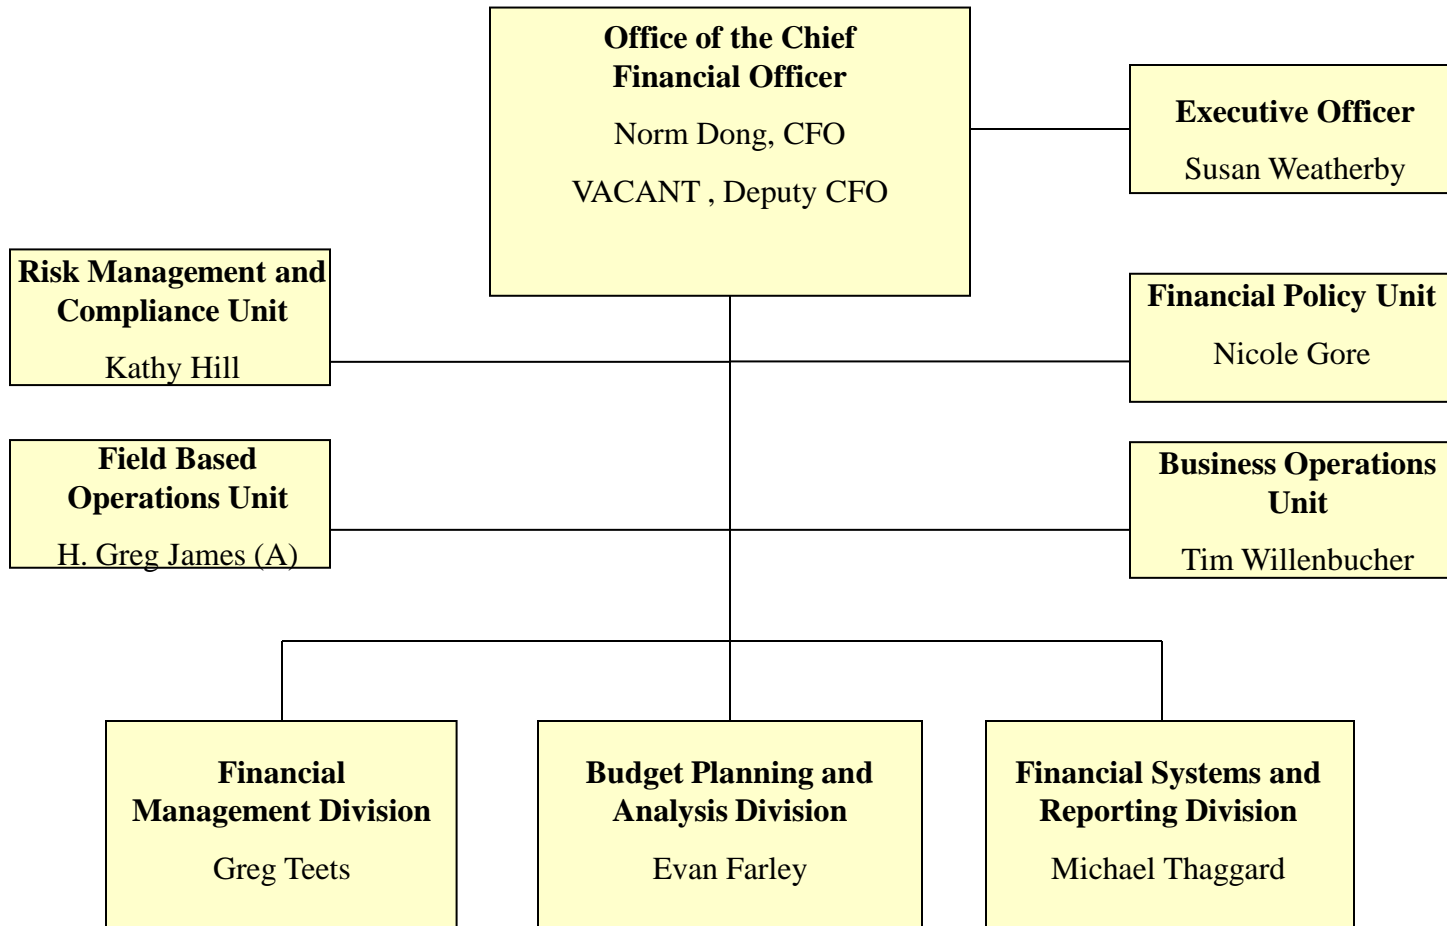 Office of the Chief
Financial Officer
Norm Dong, CFO
VACANT , Deputy CFO
Executive Officer
Susan Weatherby
Risk Management and
Compliance Unit
Kathy Hill
Financial Policy Unit
Nicole Gore
Field Based
Operations Unit
H. Greg James (A)
Business Operations
Unit
Tim Willenbucher
Financial
Management Division
Greg Teets
Budget Planning and
Analysis Division
Evan Farley
Financial Systems and
Reporting Division
Michael Thaggard